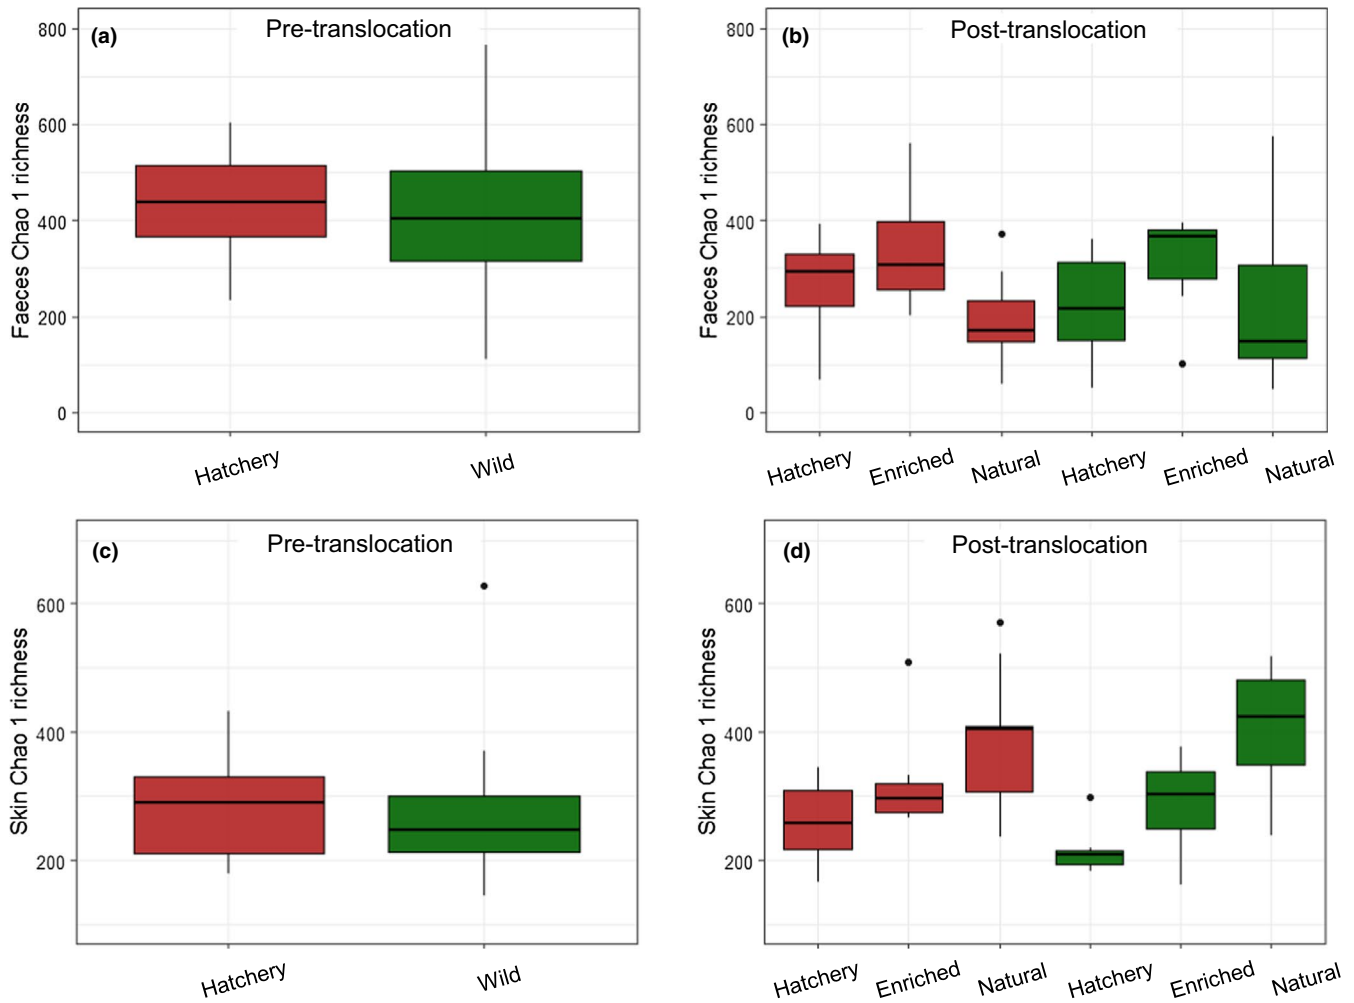 (a) Pre-translocation
Faeces Chao 1 richness
800
600
400
200
0
Hatchery Wild
(b) Post-translocation
Faeces Chao 1 richness
800
600
400
200
0
Hatchery Enriched Natural Hatchery Enriched Natural
(c) Pre-translocation
Skin Chao 1 richness
600
400
200
Hatchery Wild
(d) Post-translocation
Skin Chao 1 richness
600
400
200
Hatchery Enriched Natural Hatchery Enriched Natural